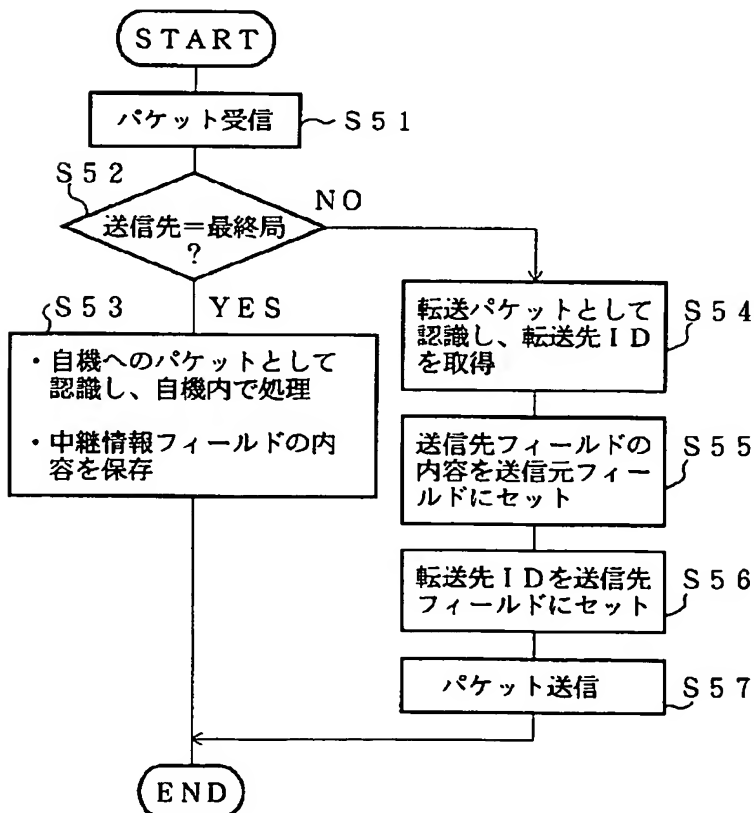 START
パケット受信
S51
S52
送信先=最終局
?
NO
YES
S53
・自機へのパケットとして
認識し、自機内で処理
・中継情報フィールドの内
容を保存
転送パケットとして
認識し、転送先ID
を取得
S54
送信先フィールドの
内容を送信元フィー
ルドにセット
S55
転送先IDを送信先
フィールドにセット
S56
パケット送信
S57
END